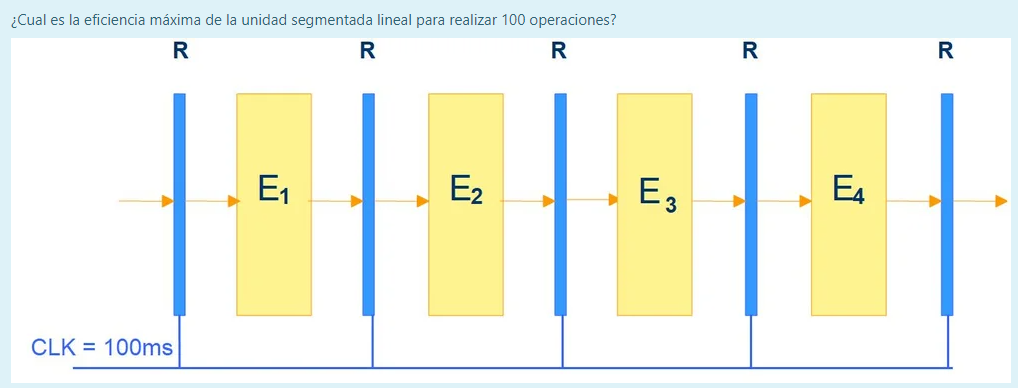 ¿Cual es la eficiencia máxima de la unidad segmentada lineal para realizar 100 operaciones?
R R R R R
E1 E2 E3 E4
CLK = 100ms